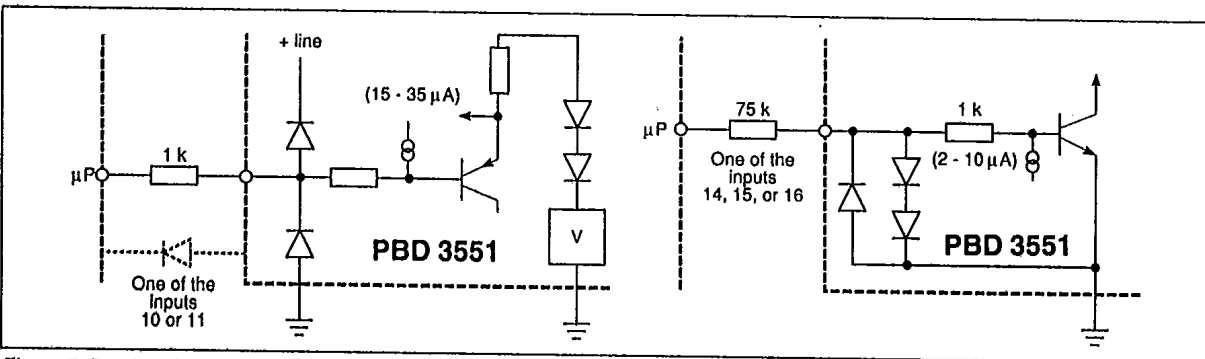 + line
(15 - 35 µA)
µP
1 k
V
PBD 3551
One of the
inputs
10 or 11
µP
75 k
One of the
inputs
14, 15, or 16
1 k
(2 - 10 µA)
PBD 3551